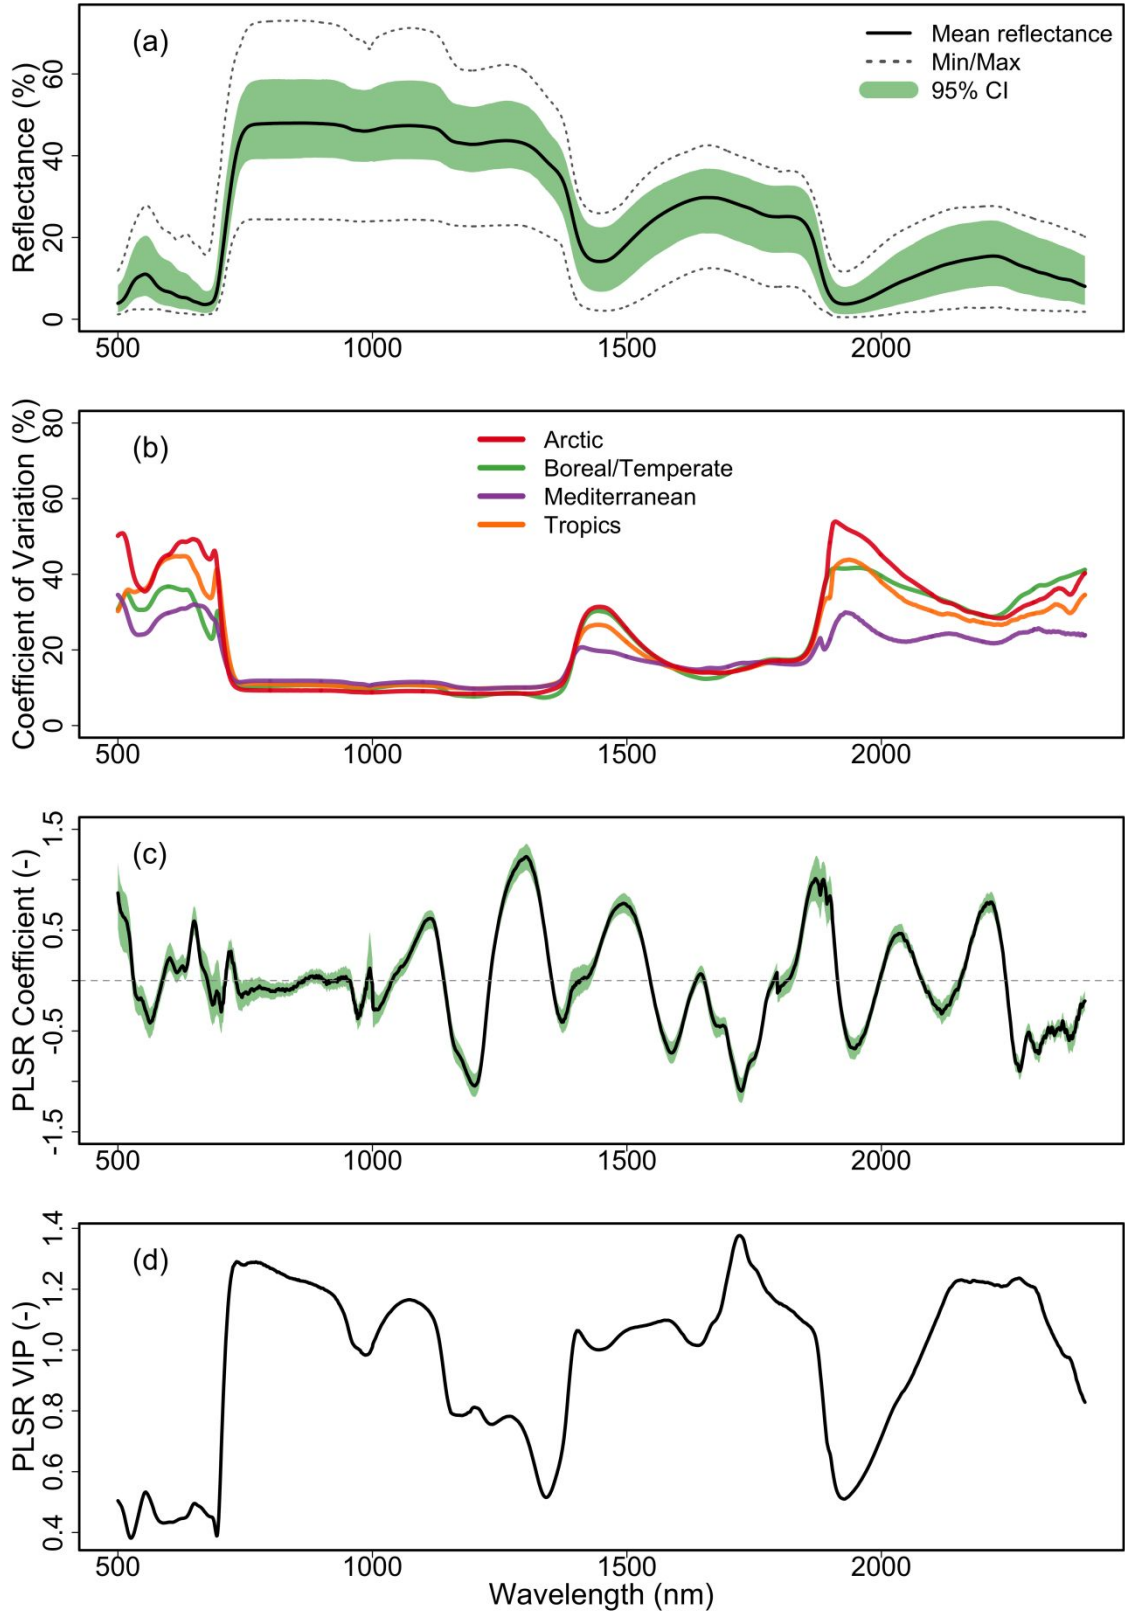 (a)
Mean reflectance
Min/Max
95% CI
Reflectance (%)
60
40
20
0
500 1000 1500 2000
(b)
Arctic
Boreal/Temperate
Mediterranean
Tropics
Coefficient of Variation (%)
80
60
40
20
0
500 1000 1500 2000
(c)
PLSR Coefficient (-)
1.5
0.5
-0.5
-1.5
500 1000 1500 2000
(d)
PLSR VIP (-)
1.4
1.2
1.0
0.8
0.6
0.4
500 1000 1500 2000
Wavelength (nm)